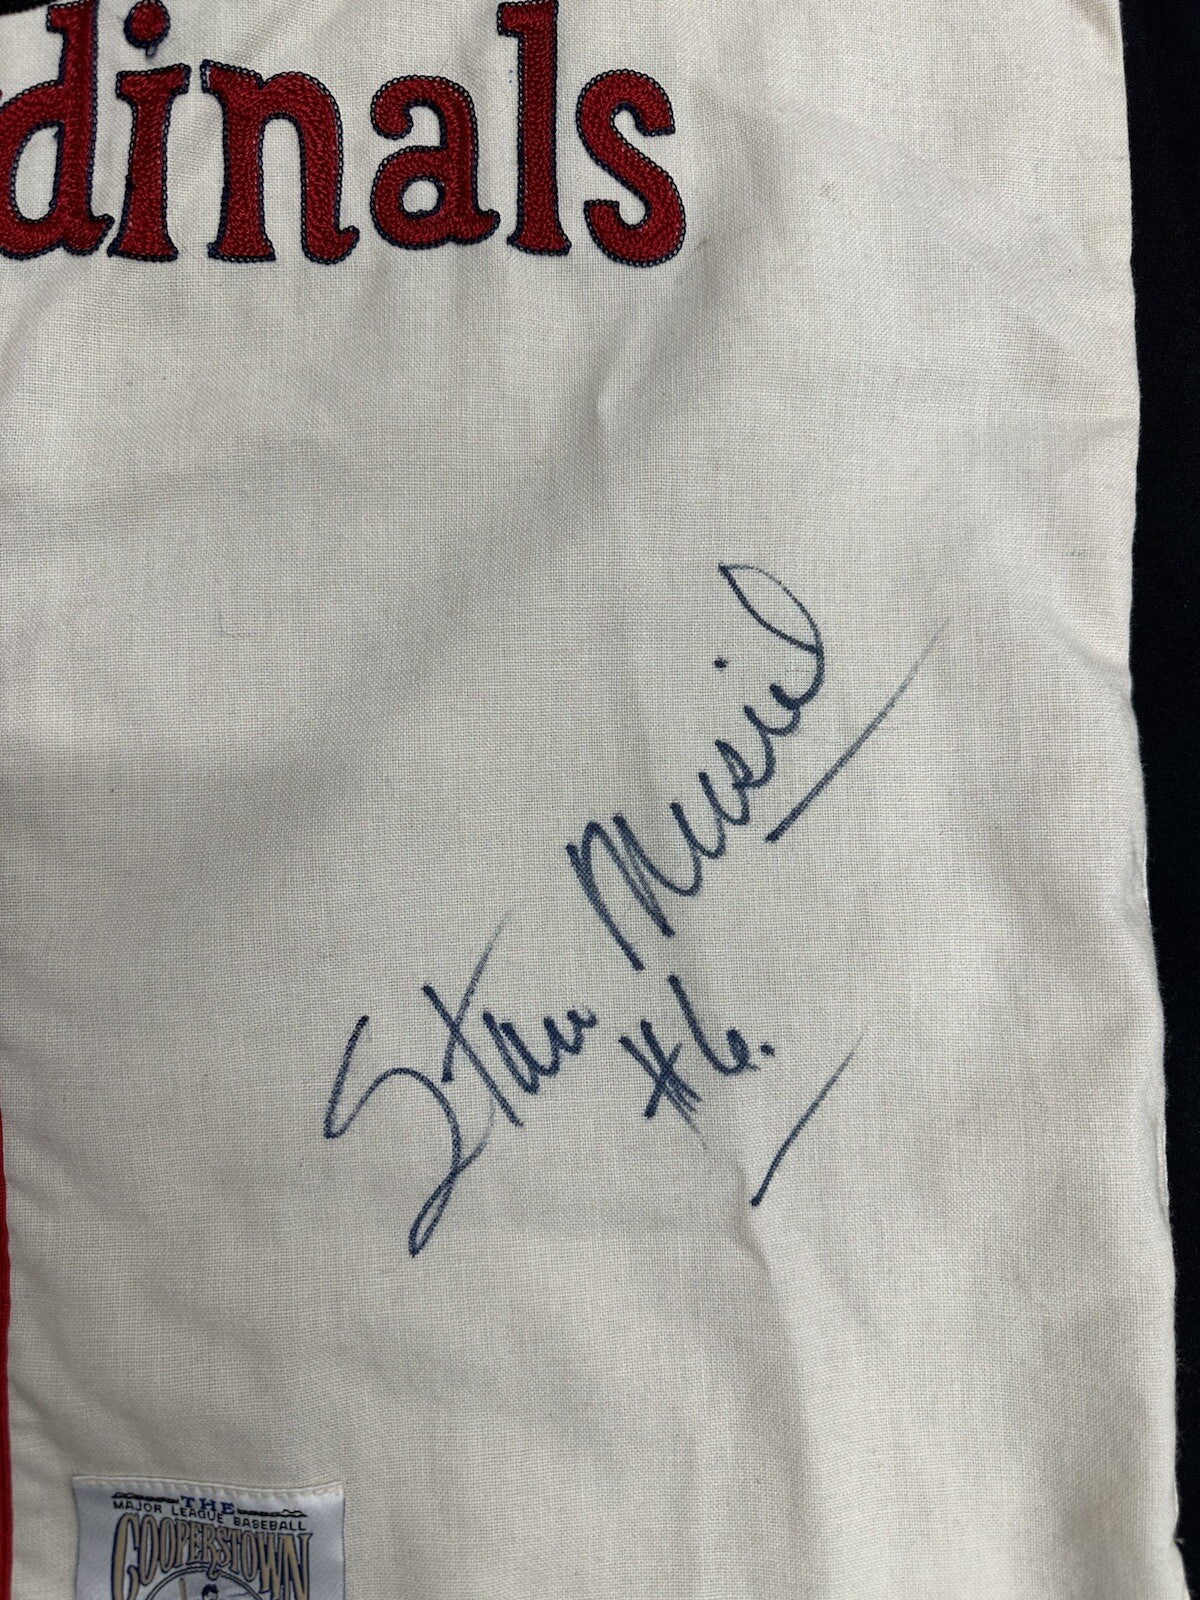 dinals
Stan Musial
#6.
THE
MAJOR LEAGUE BASEBALL
COOPERSTOWN